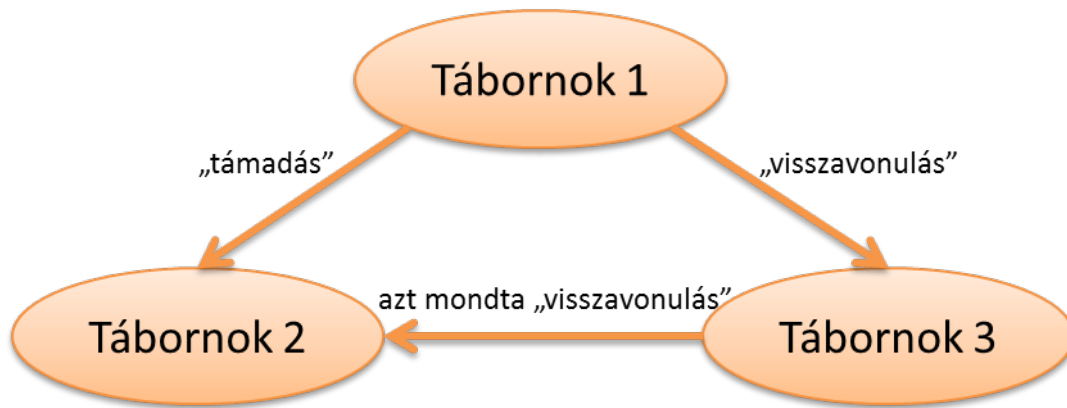 Tábornok 1
„támadás”
„visszavonulás”
azt mondta „visszavonulás”
Tábornok 2
Tábornok 3